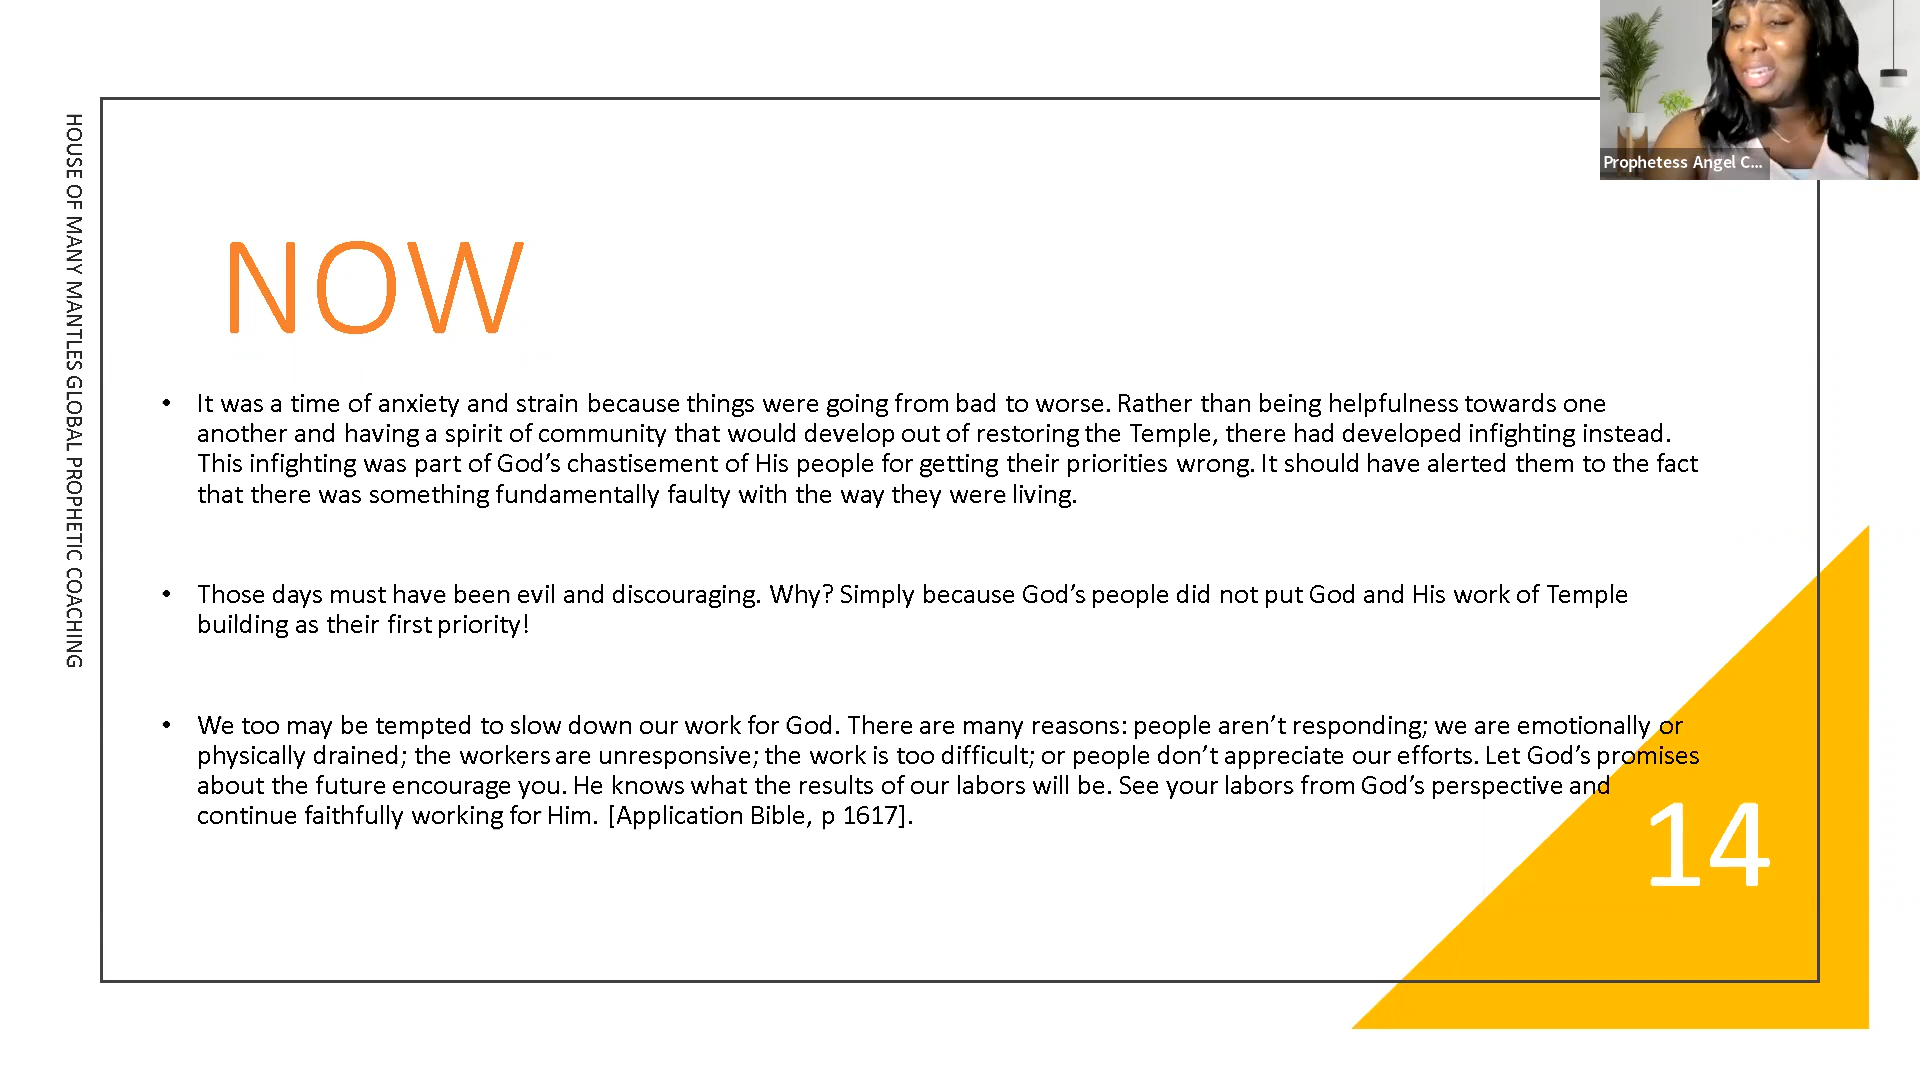 Prophetess Angel C...
HOUSE OF MANY MANTLES GLOBAL PROPHETIC COACHING
NOW
• It was a time of anxiety and strain because things were going from bad to worse. Rather than being helpfulness towards one
another and having a spirit of community that would develop out of restoring the Temple, there had developed infighting instead.
This infighting was part of God’s chastisement of His people for getting their priorities wrong. It should have alerted them to the fact
that there was something fundamentally faulty with the way they were living.
• Those days must have been evil and discouraging. Why? Simply because God’s people did not put God and His work of Temple
building as their first priority!
• We too may be tempted to slow down our work for God. There are many reasons: people aren’t responding; we are emotionally or
physically drained; the workers are unresponsive; the work is too difficult; or people don’t appreciate our efforts. Let God’s promises
about the future encourage you. He knows what the results of our labors will be. See your labors from God’s perspective and
continue faithfully working for Him. [Application Bible, p 1617].
14